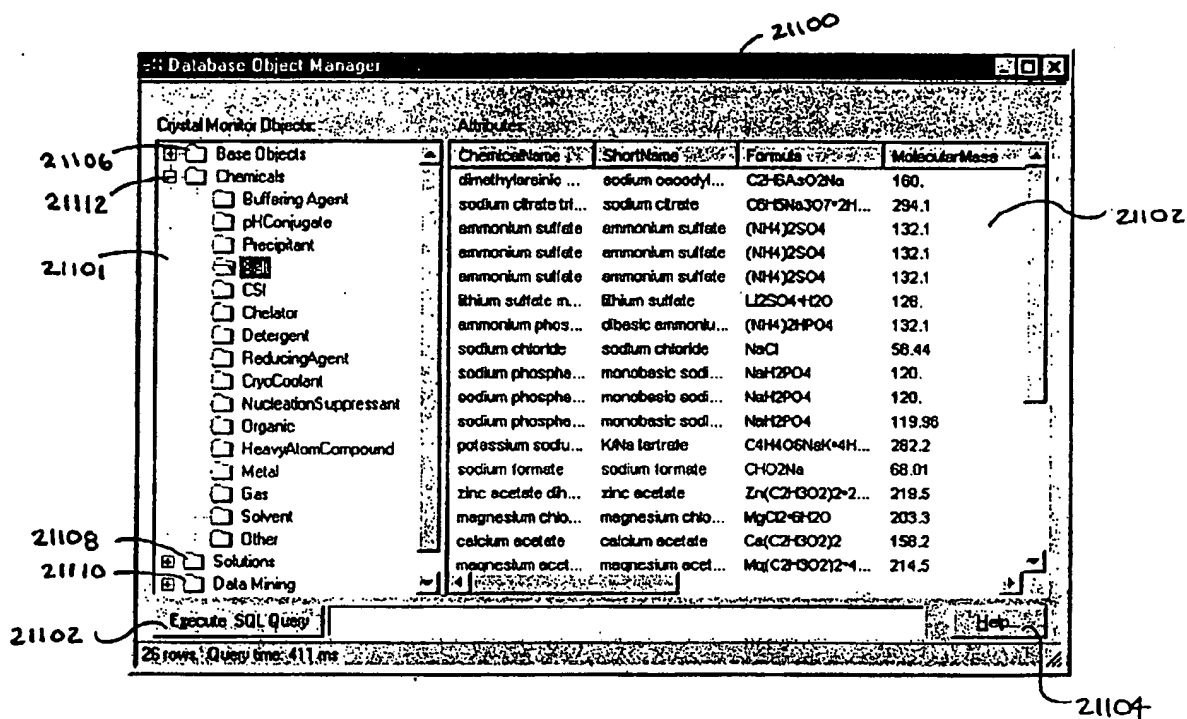 21100
Database Object Manager
Crystal Monitor Objects:
21106
Base Objects
21112
Chemicals
Buffering Agent
pHConjugate
Precipitant
21101
CSI
Chelator
Detergent
ReducingAgent
CryoCoolant
NucleationSuppressant
Organic
HeavyAtomCompound
Metal
Gas
Solvent
Other
21108
Solutions
21110
Data Mining
Attributes
ChemicalName ShortName Formula MolecularMass
dimethylarsinic ... sodium cacodyl... C2H6AsO2Na 160.
sodium citrate tri... sodium citrate C6H5Na3O7*2H... 294.1
ammonium sulfate ammonium sulfate (NH4)2SO4 132.1
ammonium sulfate ammonium sulfate (NH4)2SO4 132.1
ammonium sulfate ammonium sulfate (NH4)2SO4 132.1
lithium sulfate m... lithium sulfate Li2SO4*H2O 128.
ammonium phos... dibasic ammoniu... (NH4)2HPO4 132.1
sodium chloride sodium chloride NaCl 58.44
sodium phospha... monobasic sodi... NaH2PO4 120.
sodium phospha... monobasic sodi... NaH2PO4 120.
sodium phospha... monobasic sodi... NaH2PO4 119.98
potassium sodiu... K/Na tartrate C4H4O6NaK*4H... 282.2
sodium formate sodium formate CHO2Na 68.01
zinc acetate dih... zinc acetate Zn(C2H3O2)2*2... 219.5
magnesium chlo... magnesium chlo... MgCl2*6H2O 203.3
calcium acetate calcium acetate Ca(C2H3O2)2 158.2
magnesium acet... magnesium acet... Mg(C2H3O2)2*4... 214.5
21102
21102
Execute SQL Query
Help
26 rows Query time: 411 ms
21104